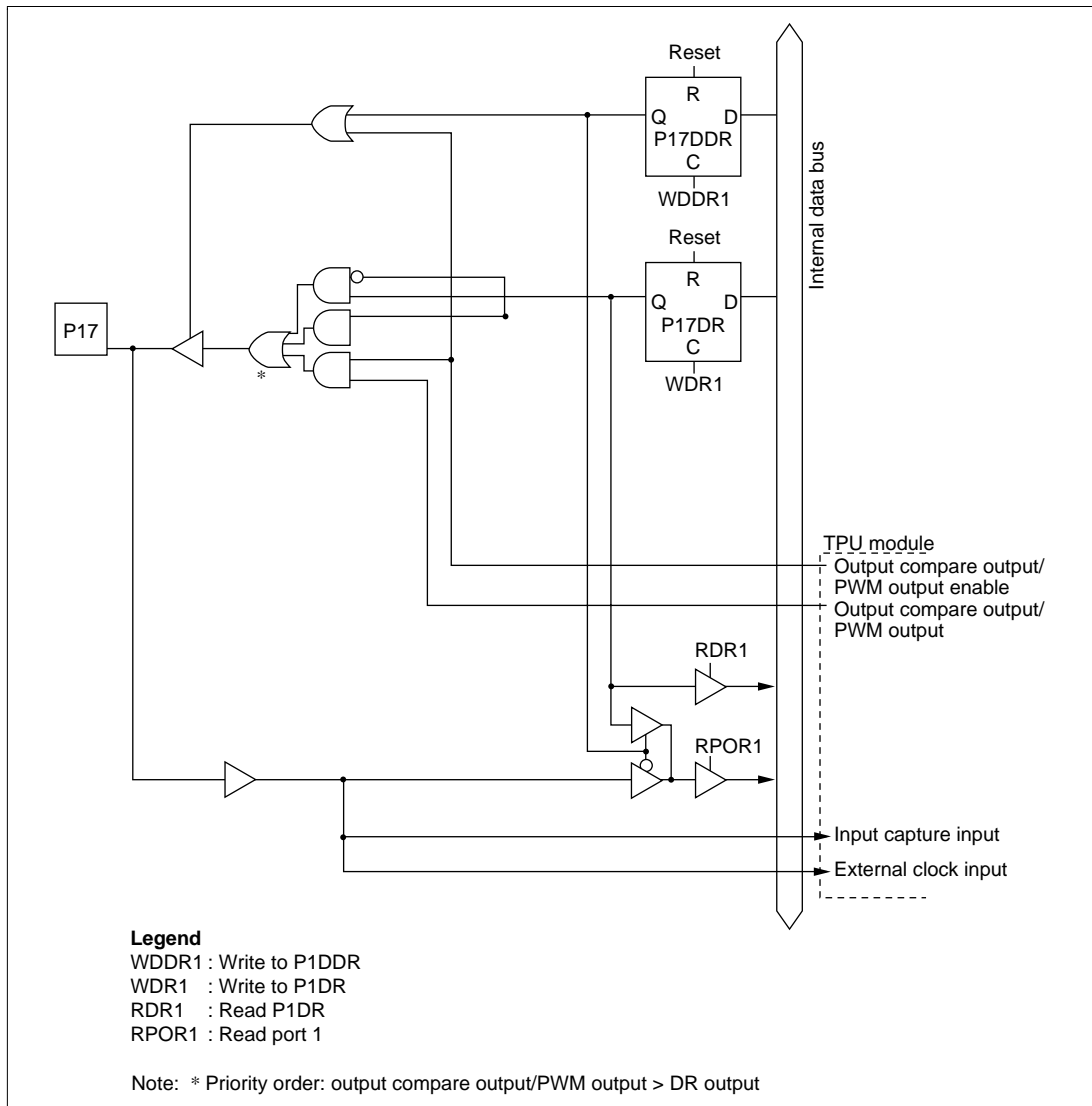 Reset
R
Q D
P17DDR
C
WDDR1
Internal data bus
Reset
R
Q D
P17DR
C
WDR1
P17
*
TPU module
Output compare output/
PWM output enable
Output compare output/
PWM output
RDR1
RPOR1
Input capture input
External clock input
Legend
WDDR1 : Write to P1DDR
WDR1 : Write to P1DR
RDR1 : Read P1DR
RPOR1 : Read port 1
Note: * Priority order: output compare output/PWM output > DR output